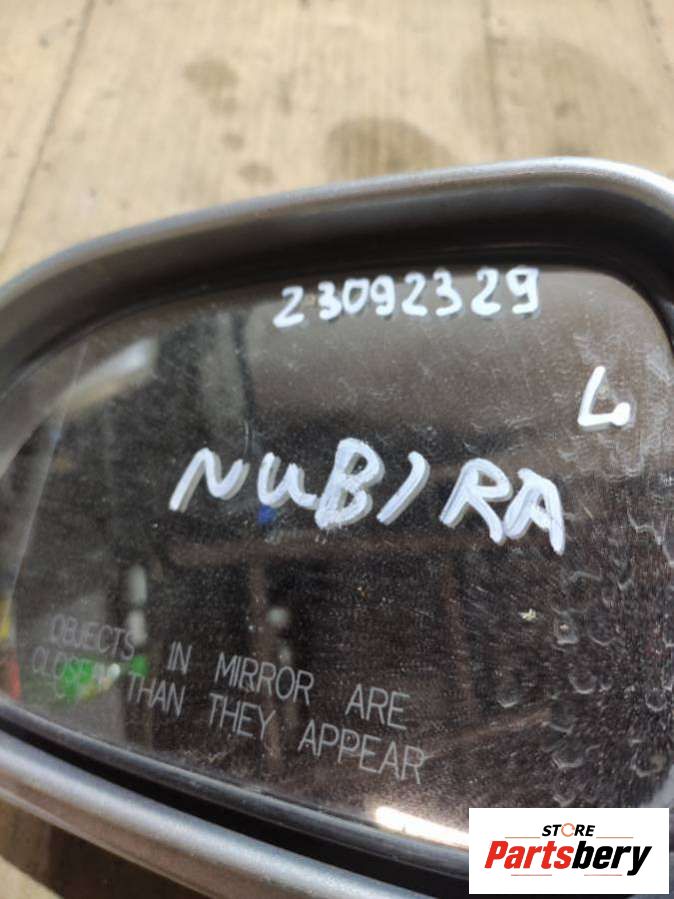 23092329
L
NUBIRA
OBJECTS IN MIRROR ARE
CLOSER THAN THEY APPEAR
STORE
Partsbery